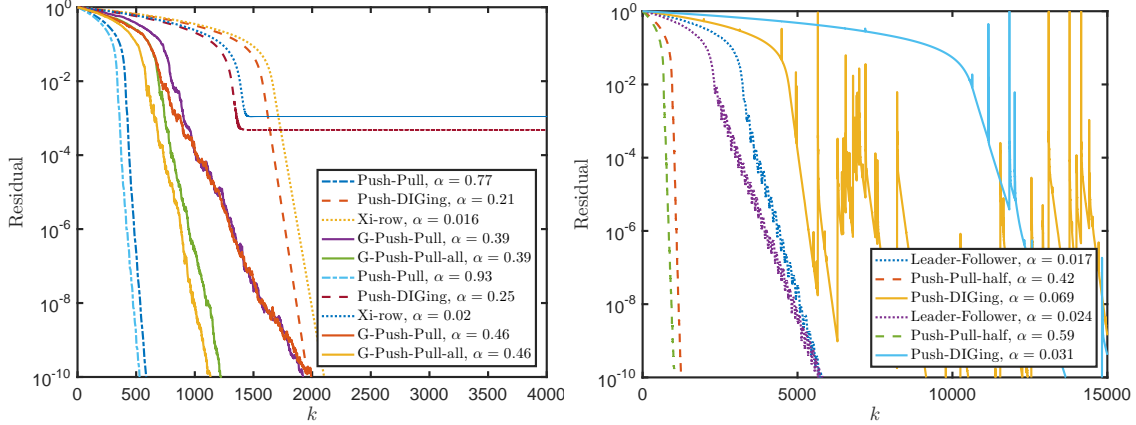 10^0
10^-2
10^-4
10^-6
10^-8
10^-10
Residual
0 500 1000 1500 2000 2500 3000 3500 4000
k
Push-Pull, α = 0.77
Push-DIGing, α = 0.21
Xi-row, α = 0.016
G-Push-Pull, α = 0.39
G-Push-Pull-all, α = 0.39
Push-Pull, α = 0.93
Push-DIGing, α = 0.25
Xi-row, α = 0.02
G-Push-Pull, α = 0.46
G-Push-Pull-all, α = 0.46
10^0
10^-2
10^-4
10^-6
10^-8
10^-10
Residual
0 5000 10000 15000
k
Leader-Follower, α = 0.017
Push-Pull-half, α = 0.42
Push-DIGing, α = 0.069
Leader-Follower, α = 0.024
Push-Pull-half, α = 0.59
Push-DIGing, α = 0.031